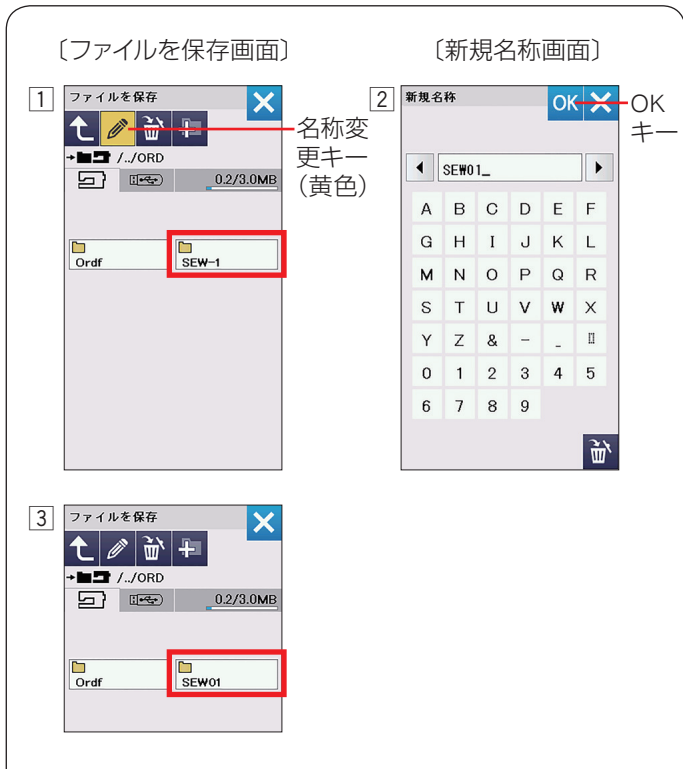 〔ファイルを保存画面〕
〔新規名称画面〕
1
ファイルを保存
名称変
更キー
（黄色）
/../ORD
0.2/3.0MB
Ordf
SEW-1
2
新規名称
OK
OK
キー
SEW01_
A B C D E F
G H I J K L
M N O P Q R
S T U V W X
Y Z & - _
0 1 2 3 4 5
6 7 8 9
3
ファイルを保存
/../ORD
0.2/3.0MB
Ordf
SEW01